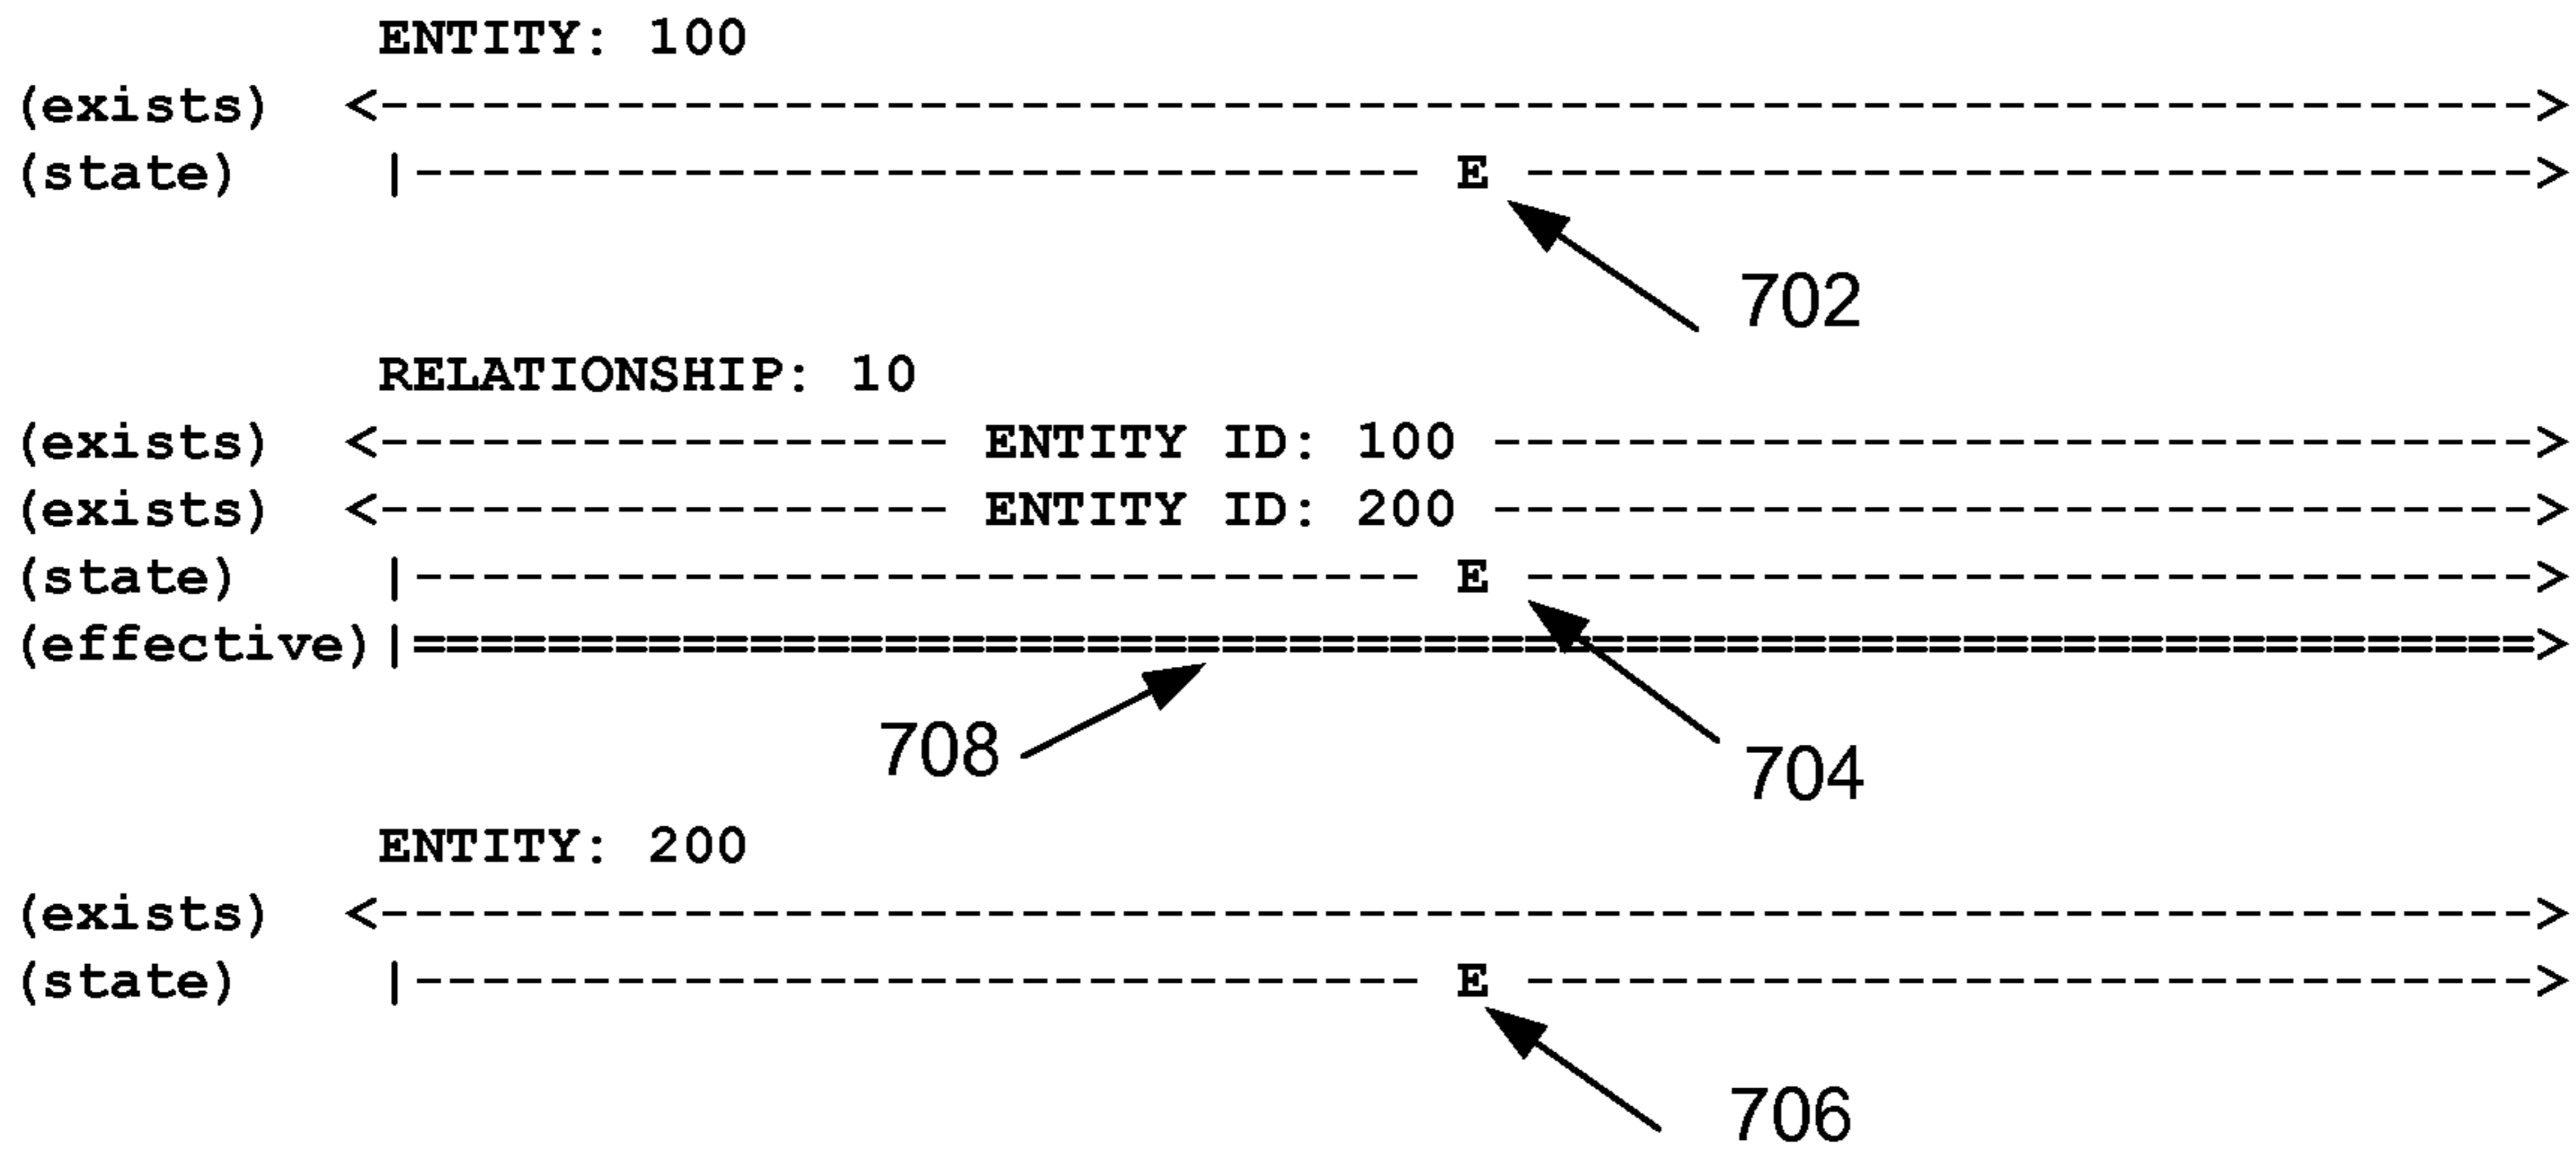 ENTITY: 100
(exists) <---------------------------------------------------------------->
(state) |------------------------------ E ------------------------------>
702
RELATIONSHIP: 10
(exists) <----------------- ENTITY ID: 100 ------------------------------->
(exists) <----------------- ENTITY ID: 200 ------------------------------->
(state) |------------------------------ E ------------------------------>
(effective)|===============================================================>
708
704
ENTITY: 200
(exists) <---------------------------------------------------------------->
(state) |------------------------------ E ------------------------------>
706